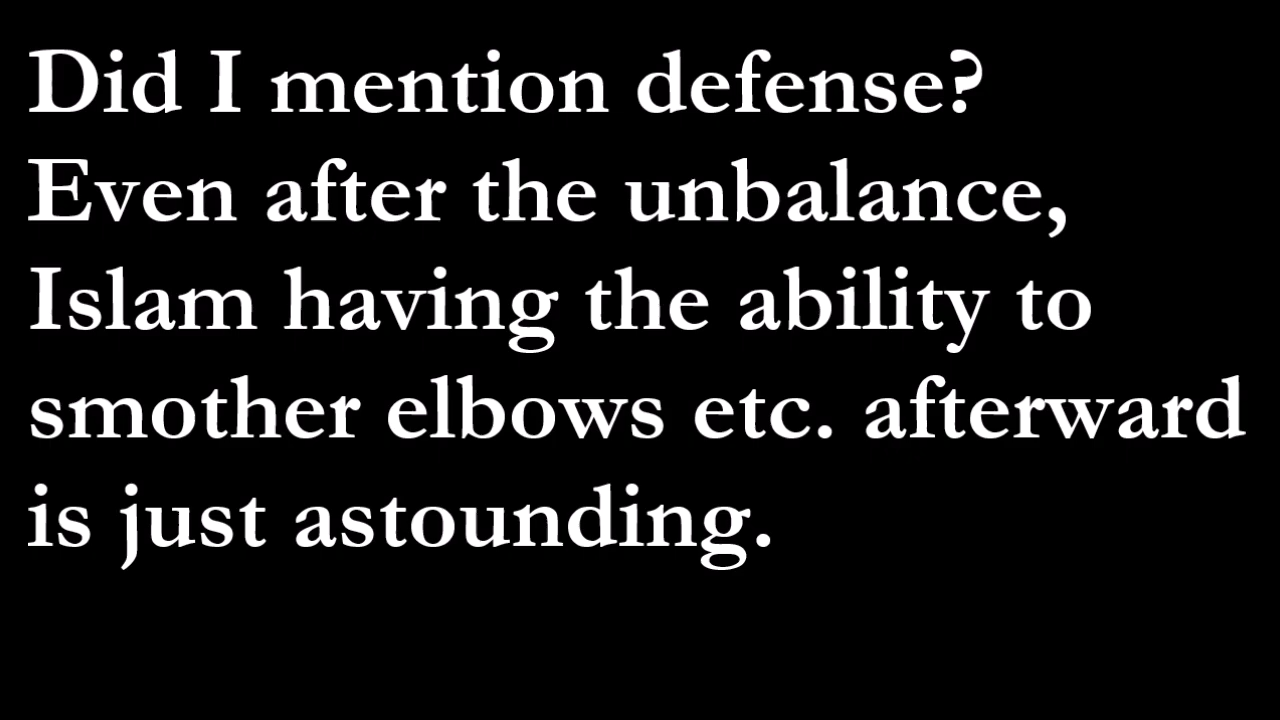 Did I mention defense?
Even after the unbalance,
Islam having the ability to
smother elbows etc. afterward
is just astounding.